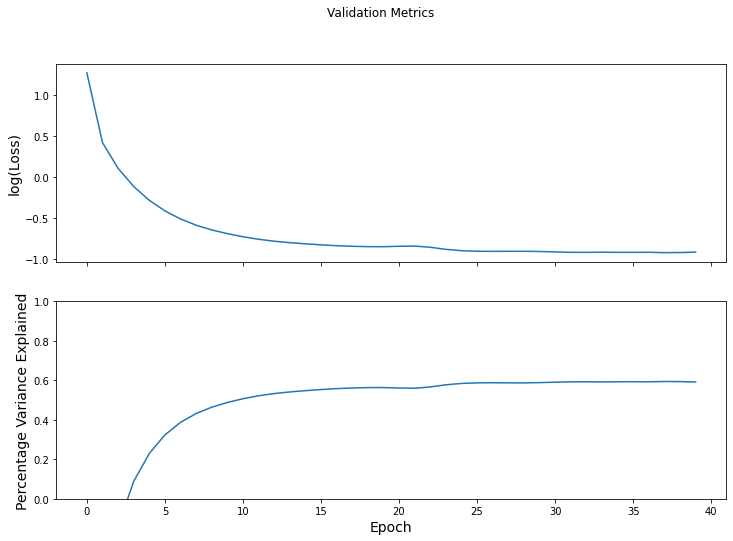 Validation Metrics
log(Loss)
1.0
0.5
0.0
−0.5
−1.0
Percentage Variance Explained
1.0
0.8
0.6
0.4
0.2
0.0
0 5 10 15 20 25 30 35 40
Epoch